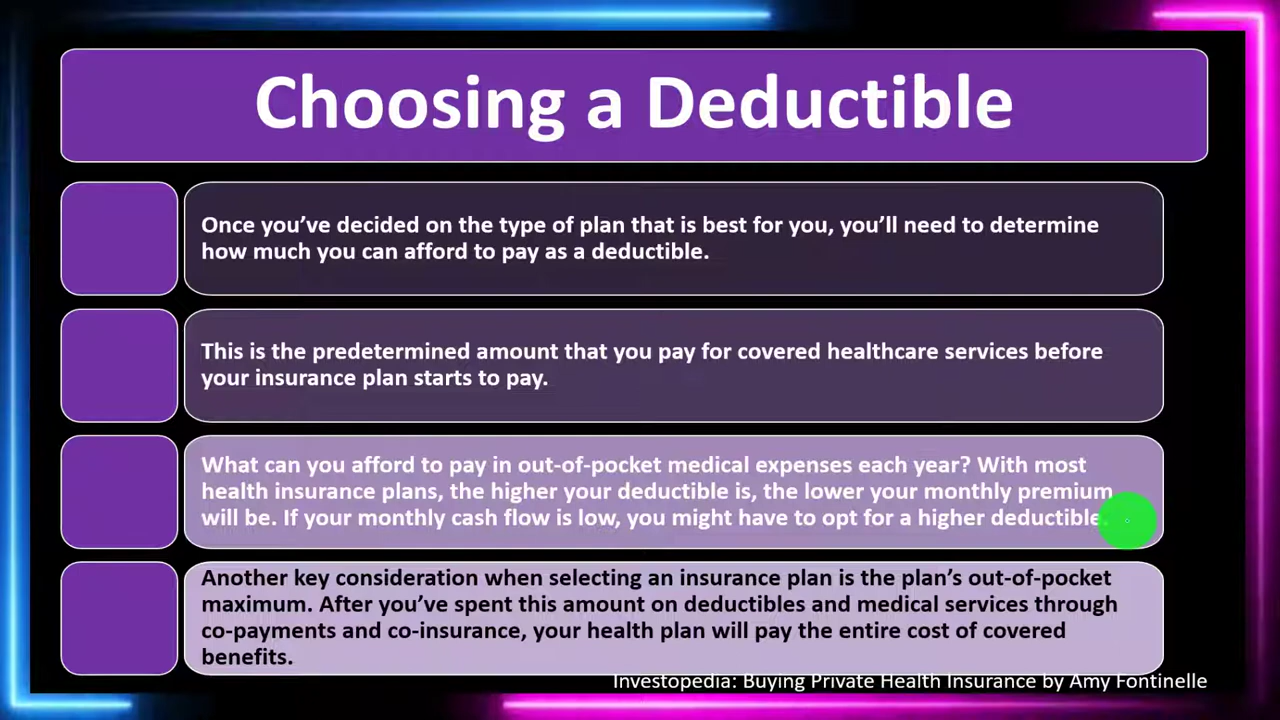 Choosing a Deductible
Once you’ve decided on the type of plan that is best for you, you’ll need to determine
how much you can afford to pay as a deductible.
This is the predetermined amount that you pay for covered healthcare services before
your insurance plan starts to pay.
What can you afford to pay in out-of-pocket medical expenses each year? With most
health insurance plans, the higher your deductible is, the lower your monthly premium
will be. If your monthly cash flow is low, you might have to opt for a higher deductible.
Another key consideration when selecting an insurance plan is the plan’s out-of-pocket
maximum. After you’ve spent this amount on deductibles and medical services through
co-payments and co-insurance, your health plan will pay the entire cost of covered
benefits.
Investopedia: Buying Private Health Insurance by Amy Fontinelle